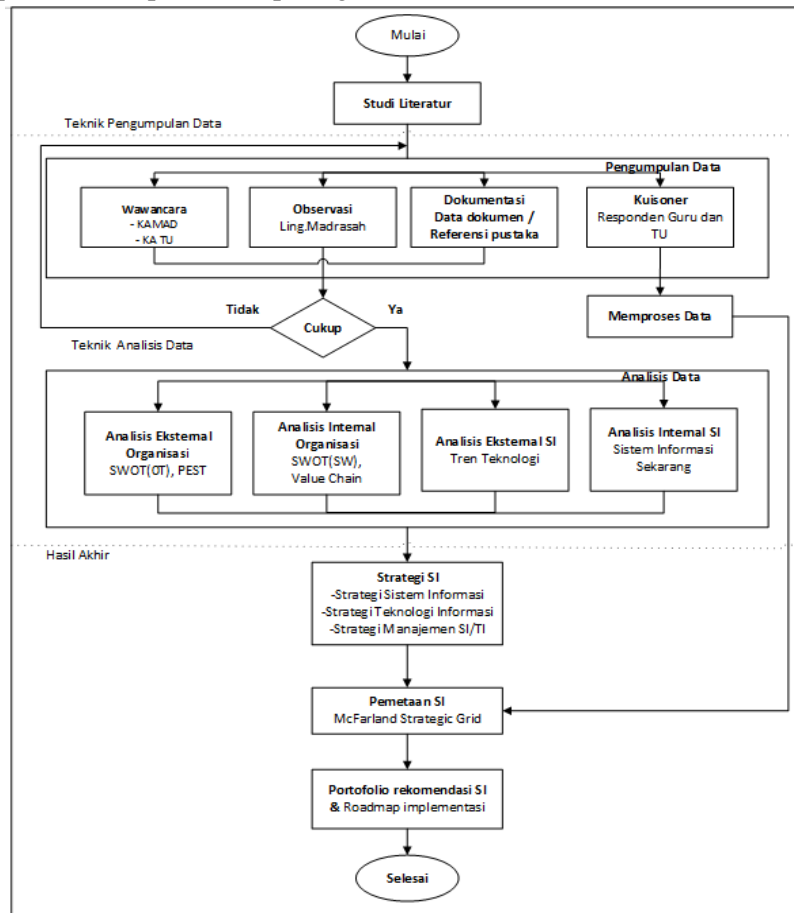 Mulai
Studi Literatur
Teknik Pengumpulan Data
Pengumpulan Data
Wawancara
- KAMAD
- KA TU
Observasi
Ling.Madrasah
Dokumentasi
Data dokumen /
Referensi pustaka
Kuisoner
Responden Guru dan
TU
Tidak
Cukup
Ya
Memproses Data
Teknik Analisis Data
Analisis Data
Analisis Eksternal
Organisasi
SWOT(OT), PEST
Analisis Internal
Organisasi
SWOT(SW),
Value Chain
Analisis Eksternal SI
Tren Teknologi
Analisis Internal SI
Sistem Informasi
Sekarang
Hasil Akhir
Strategi SI
-Strategi Sistem Informasi
-Strategi Teknologi Informasi
-Strategi Manajemen SI/TI
Pemetaan SI
McFarland Strategic Grid
Portofolio rekomendasi SI
& Roadmap implementasi
Selesai